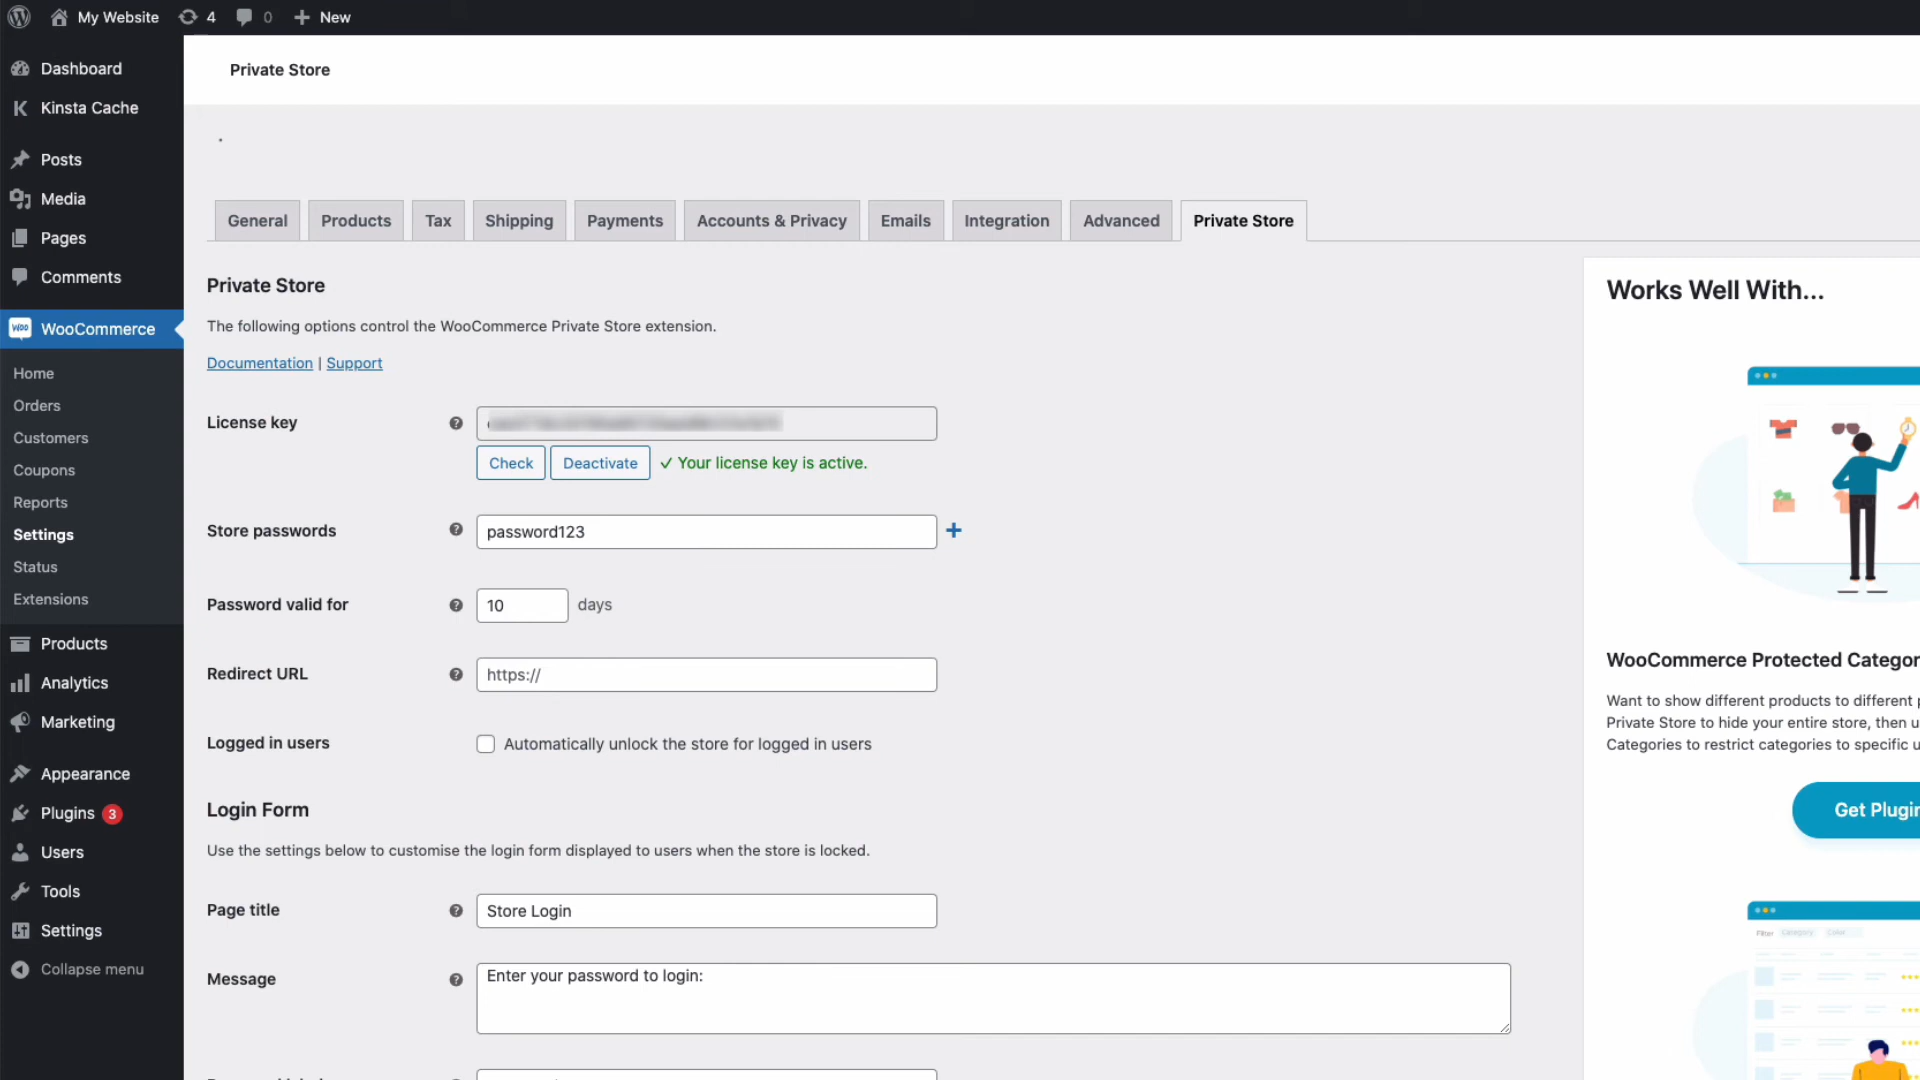 My Website 4 0 New
Dashboard
Kinsta Cache
Posts
Media
Pages
Comments
WooCommerce
Home
Orders
Customers
Coupons
Reports
Settings
Status
Extensions
Products
Analytics
Marketing
Appearance
Plugins 3
Users
Tools
Settings
Collapse menu
Private Store
General Products Tax Shipping Payments Accounts & Privacy Emails Integration Advanced Private Store
Private Store
The following options control the WooCommerce Private Store extension.
Documentation | Support
License key
Check Deactivate ✓ Your license key is active.
Store passwords password123
Password valid for 10 days
Redirect URL https://
Logged in users Automatically unlock the store for logged in users
Login Form
Use the settings below to customise the login form displayed to users when the store is locked.
Page title Store Login
Message Enter your password to login:
Works Well With...
WooCommerce Protected Categor
Want to show different products to different p
Private Store to hide your entire store, then u
Categories to restrict categories to specific u
Get Plugin
Filter Category Color